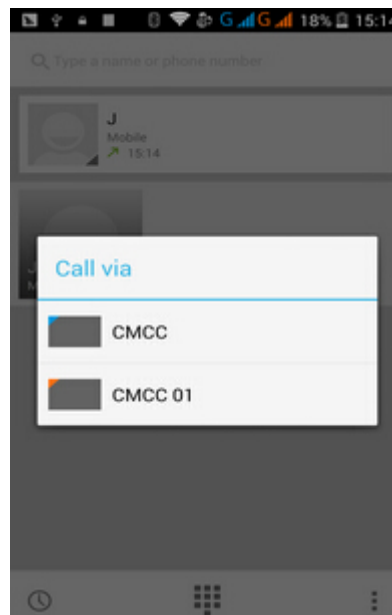 G G 18% 15:14
Type a name or phone number
J
Mobile
15:14
Call via
CMCC
CMCC 01